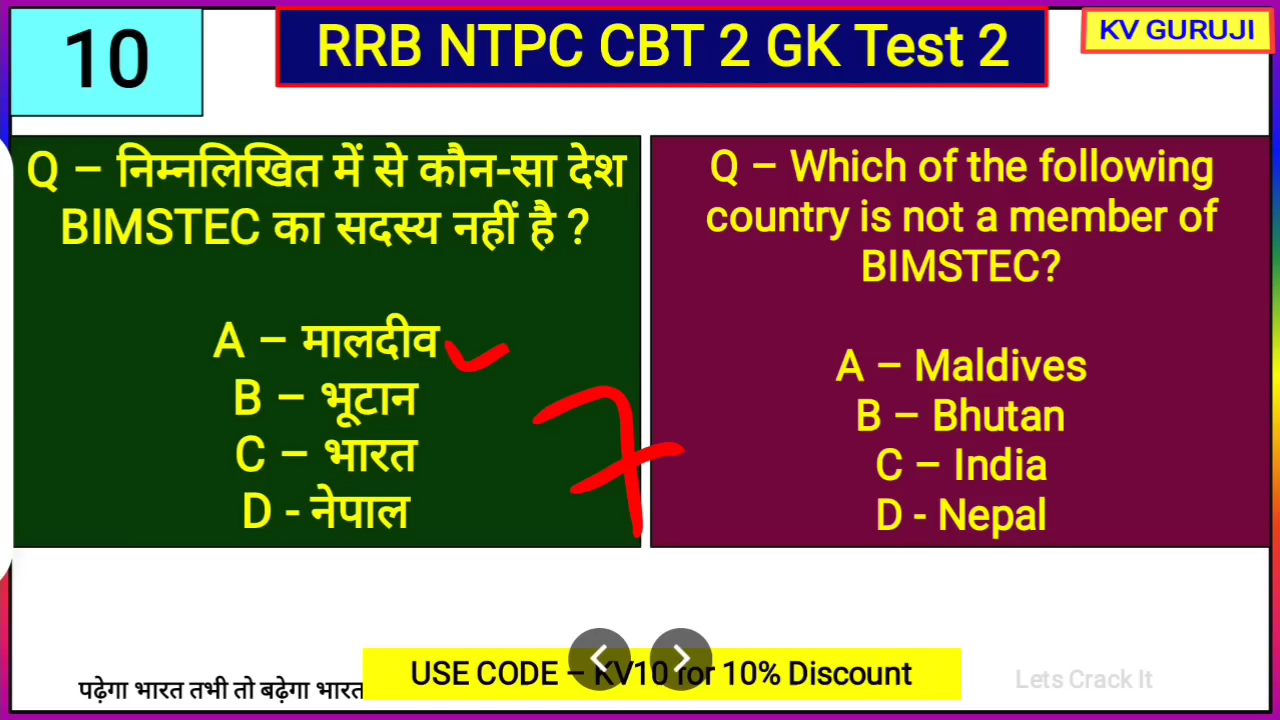 10
RRB NTPC CBT 2 GK Test 2
KV GURUJI
Q – निम्नलिखित में से कौन-सा देश
BIMSTEC का सदस्य नहीं है ?
A – मालदीव
B – भूटान
C – भारत
D - नेपाल
7
Q – Which of the following
country is not a member of
BIMSTEC?
A – Maldives
B – Bhutan
C – India
D - Nepal
पढ़ेगा भारत तभी तो बढ़ेगा भारत
USE CODE – KV10 for 10% Discount
Lets Crack It